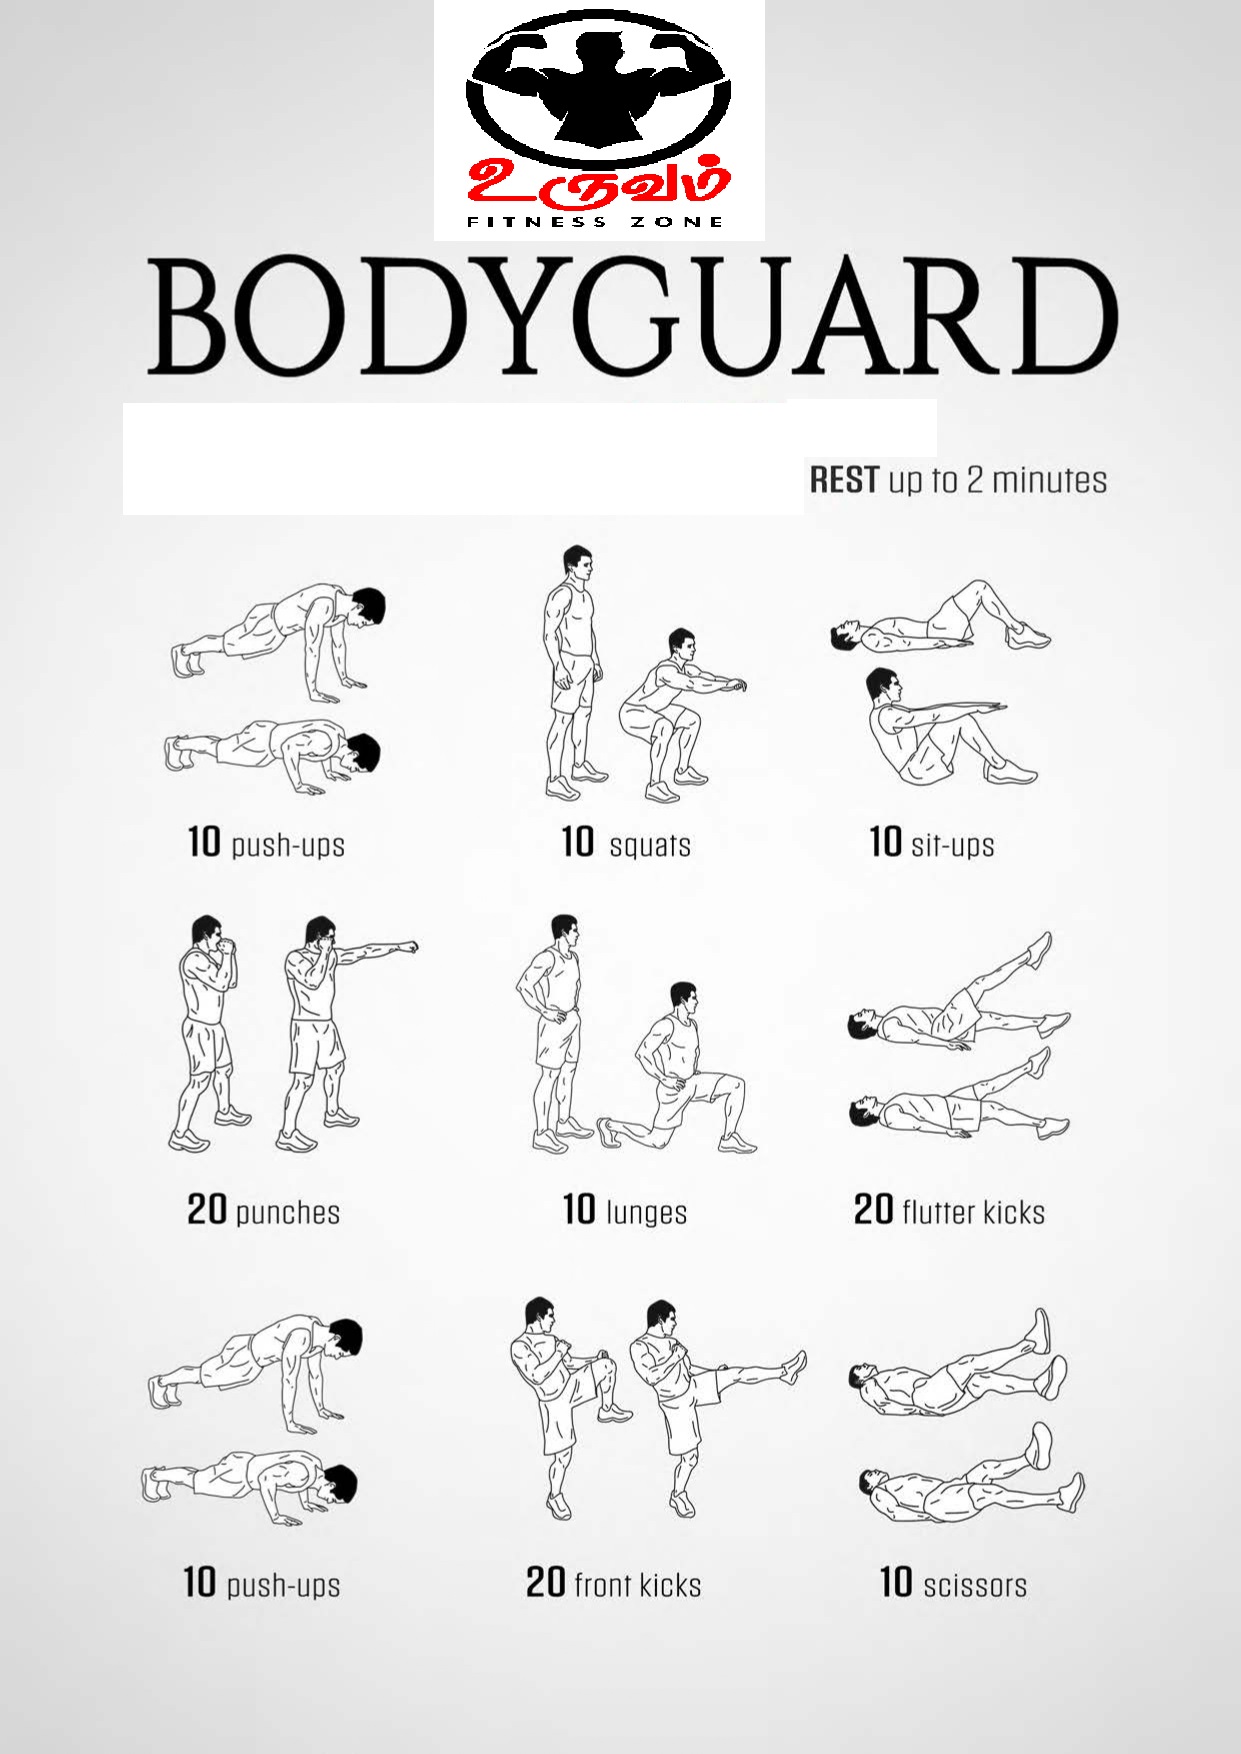 உருவம்
FITNESS ZONE
BODYGUARD
REST up to 2 minutes
10 push-ups
10 squats
10 sit-ups
20 punches
10 lunges
20 flutter kicks
10 push-ups
20 front kicks
10 scissors